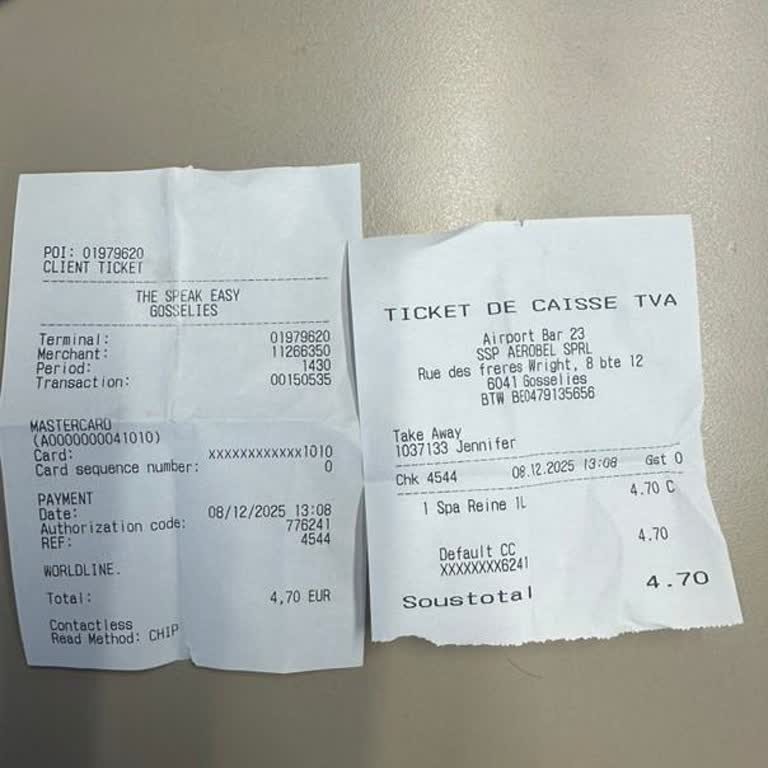 POI: 01979620
CLIENT TICKET
THE SPEAK EASY
GOSSELIES
Terminal: 01979620
Merchant: 11266350
Period: 1430
Transaction: 00150535
MASTERCARD
(A0000000041010)
Card: xxxxxxxxxxxx1010
Card sequence number: 0
PAYMENT
Date: 08/12/2025 13:08
Authorization code: 776241
REF: 4544
WORLDLINE.
Total: 4,70 EUR
Contactless
Read Method: CHIP
TICKET DE CAISSE TVA
Airport Bar 23
SSP AEROBEL SPRL
Rue des freres Wright, 8 bte 12
6041 Gosselies
BTW BE0479135656
Take Away
1037133 Jennifer
Chk 4544 08.12.2025 13:08 Gst 0
1 Spa Reine 1L 4.70 C
Default CC 4.70
XXXXXXXX6241
Soustotal 4.70